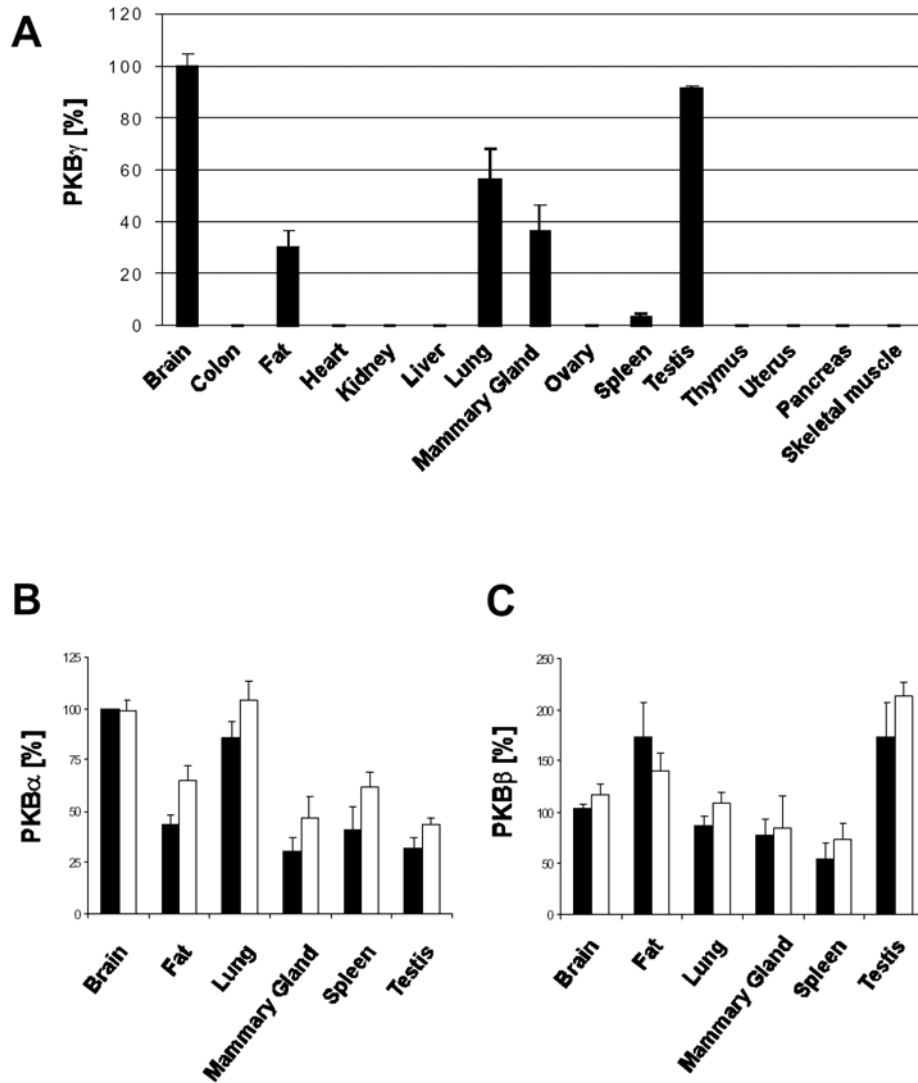 A
PKBγ [%]
120
100
80
60
40
20
0
Brain
Colon
Fat
Heart
Kidney
Liver
Lung
Mammary Gland
Ovary
Spleen
Testis
Thymus
Uterus
Pancreas
Skeletal muscle
B
PKBα [%]
125
100
75
50
25
0
Brain
Fat
Lung
Mammary Gland
Spleen
Testis
C
PKBβ [%]
250
200
150
100
50
0
Brain
Fat
Lung
Mammary Gland
Spleen
Testis